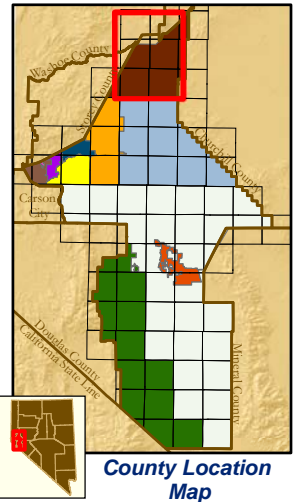 Washoe County
Storey County
Churchill County
Carson
City
Douglas County
California State Line
Mineral County
County Location
Map